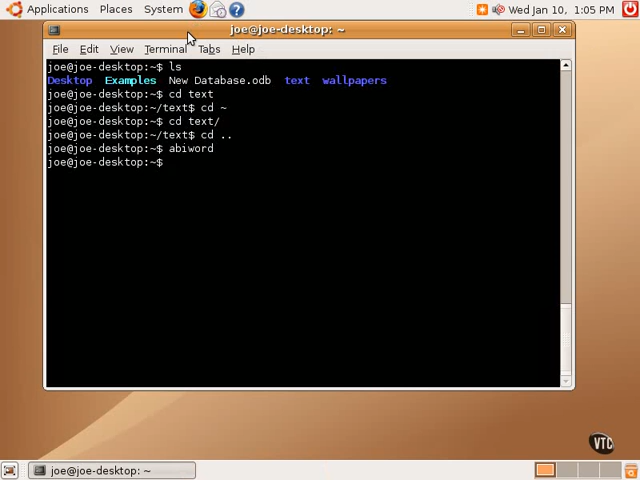 Applications Places System Wed Jan 10, 1:05 PM
joe@joe-desktop: ~
File Edit View Terminal Tabs Help
joe@joe-desktop:~$ ls
Desktop Examples New Database.odb text wallpapers
joe@joe-desktop:~$ cd text
joe@joe-desktop:~/text$ cd ~
joe@joe-desktop:~$ cd text/
joe@joe-desktop:~/text$ cd ..
joe@joe-desktop:~$ abiword
joe@joe-desktop:~$
VTC
joe@joe-desktop: ~